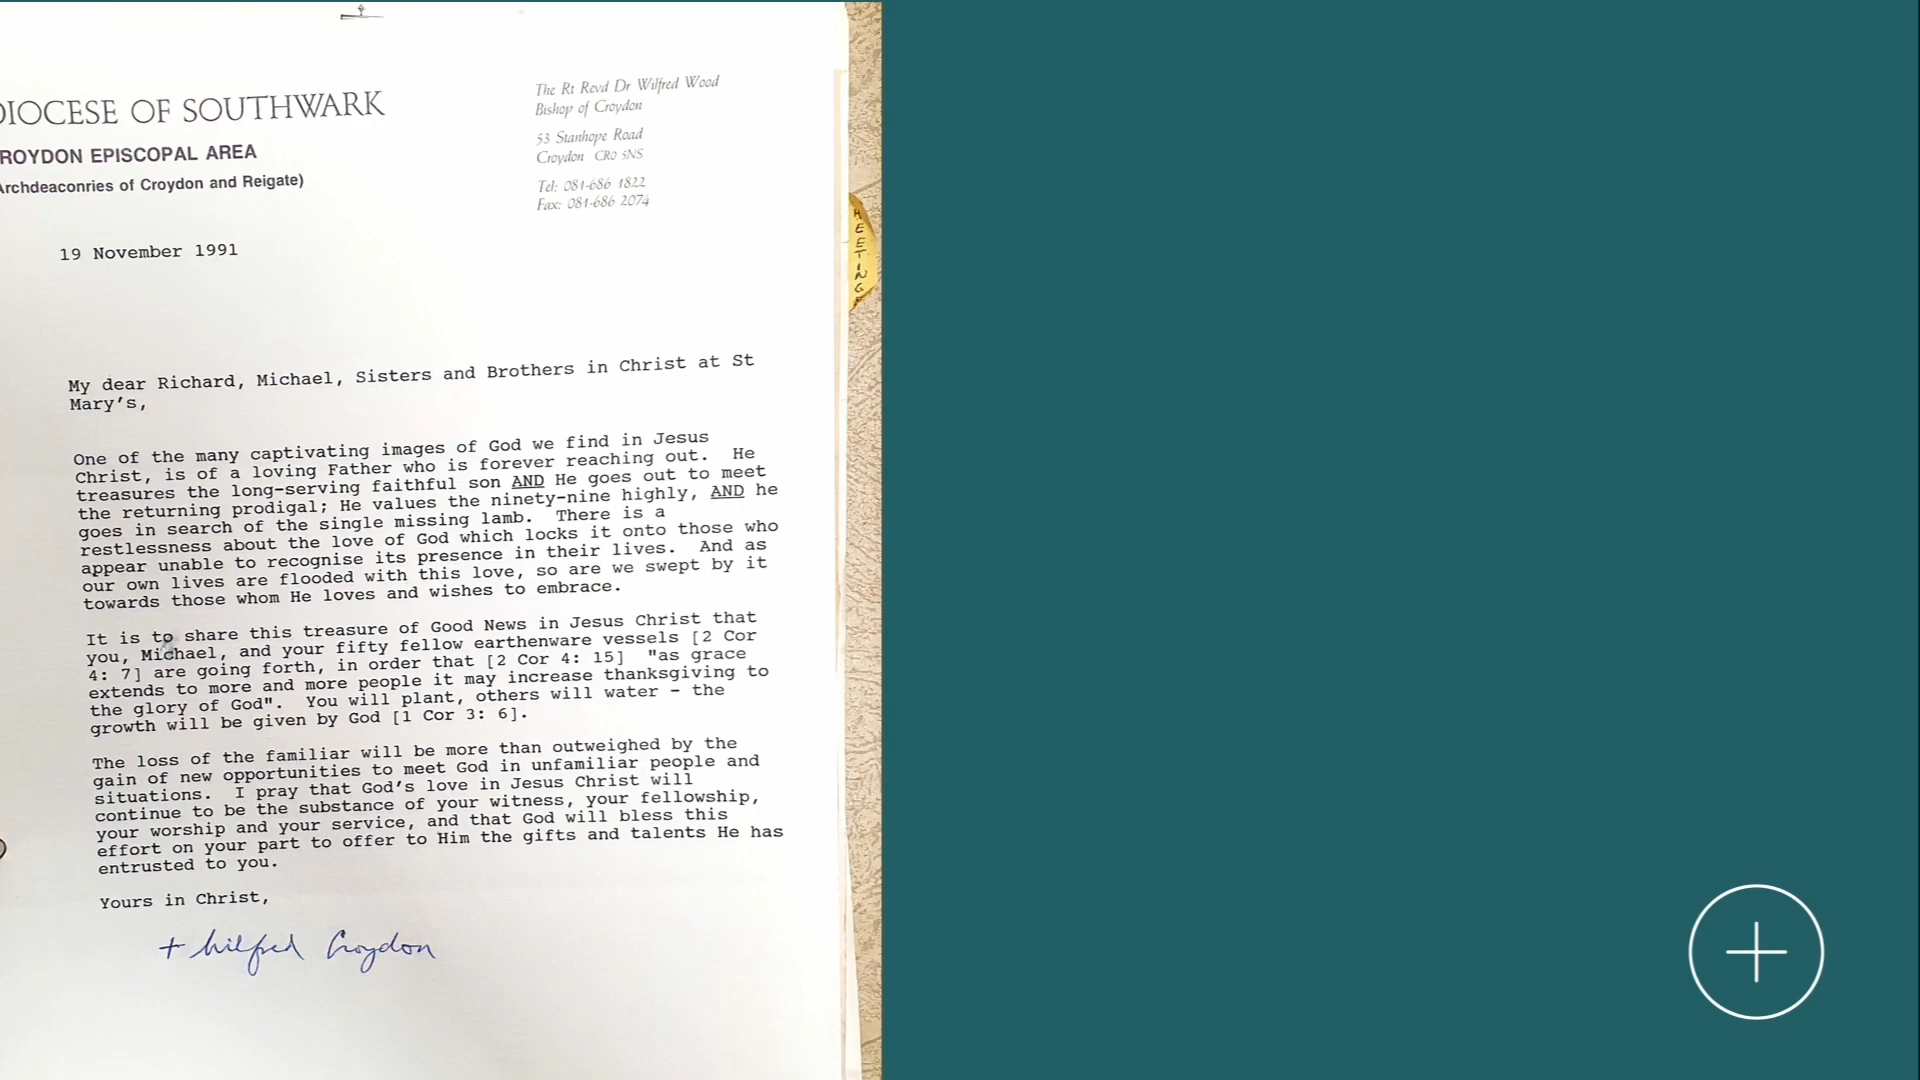 DIOCESE OF SOUTHWARK
ROYDON EPISCOPAL AREA
Archdeaconries of Croydon and Reigate)
The Rt Revd Dr Wilfred Wood
Bishop of Croydon
53 Stanhope Road
Croydon CR0 5NS
Tel: 081-686 1822
Fax: 081-686 2074
19 November 1991
My dear Richard, Michael, Sisters and Brothers in Christ at St
Mary's,
One of the many captivating images of God we find in Jesus
Christ, is of a loving Father who is forever reaching out. He
treasures the long-serving faithful son AND He goes out to meet
the returning prodigal; He values the ninety-nine highly, AND he
goes in search of the single missing lamb. There is a
restlessness about the love of God which locks it onto those who
appear unable to recognise its presence in their lives. And as
our own lives are flooded with this love, so are we swept by it
towards those whom He loves and wishes to embrace.
It is to share this treasure of Good News in Jesus Christ that
you, Michael, and your fifty fellow earthenware vessels [2 Cor
4: 7] are going forth, in order that [2 Cor 4: 15] "as grace
extends to more and more people it may increase thanksgiving to
the glory of God". You will plant, others will water - the
growth will be given by God [1 Cor 3: 6].
The loss of the familiar will be more than outweighed by the
gain of new opportunities to meet God in unfamiliar people and
situations. I pray that God's love in Jesus Christ will
continue to be the substance of your witness, your fellowship,
your worship and your service, and that God will bless this
effort on your part to offer to Him the gifts and talents He has
entrusted to you.
Yours in Christ,
+ Wilfred Croydon
MEETINGS